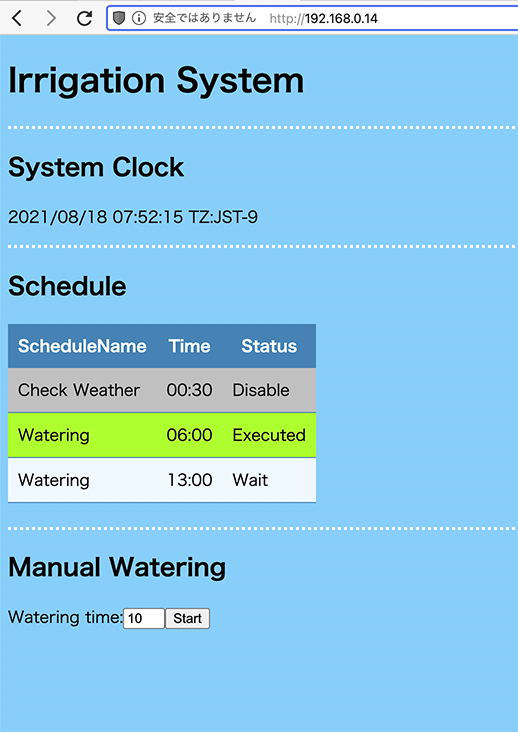 安全ではありません http://192.168.0.14
Irrigation System
System Clock
2021/08/18 07:52:15 TZ:JST-9
Schedule
ScheduleName Time Status
Check Weather 00:30 Disable
Watering 06:00 Executed
Watering 13:00 Wait
Manual Watering
Watering time: 10 Start